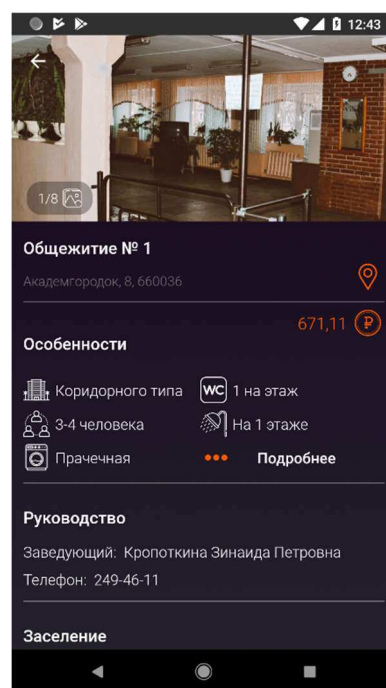 12:43
1/8
Общежитие № 1
Академгородок, 8, 660036
671,11 ₽
Особенности
Коридорного типа WC 1 на этаж
3-4 человека На 1 этаже
Прачечная ••• Подробнее
Руководство
Заведующий: Кропоткина Зинаида Петровна
Телефон: 249-46-11
Заселение